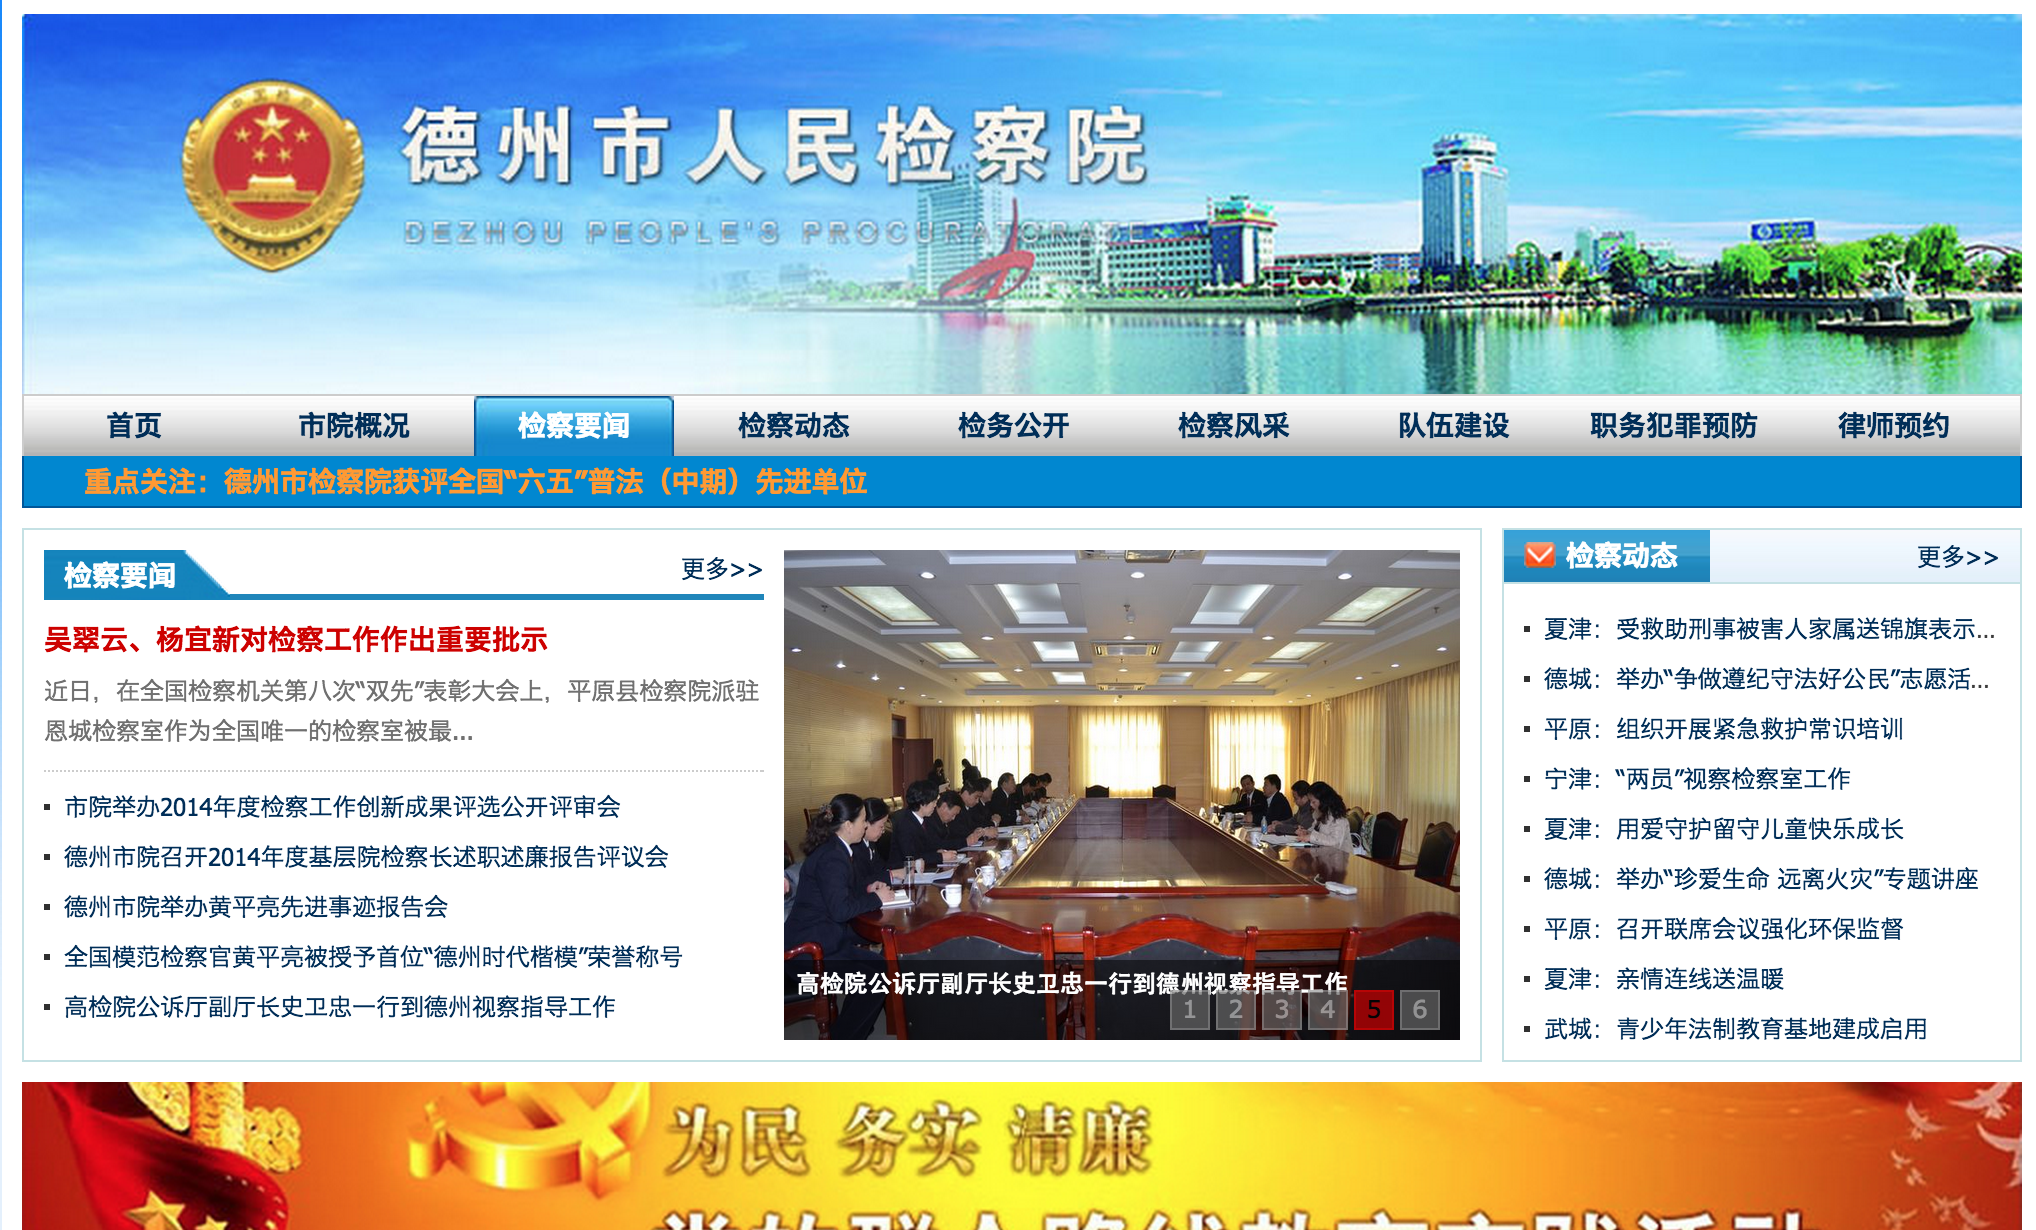 德州市人民检察院
DEZHOU PEOPLE'S PROCURATORATE
首页 市院概况 检察要闻 检察动态 检务公开 检察风采 队伍建设 职务犯罪预防 律师预约
重点关注：德州市检察院获评全国“六五”普法（中期）先进单位
检察要闻 更多>>
吴翠云、杨宜新对检察工作作出重要批示
近日，在全国检察机关第八次“双先”表彰大会上，平原县检察院派驻
恩城检察室作为全国唯一的检察室被最...
市院举办2014年度检察工作创新成果评选公开评审会
德州市院召开2014年度基层院检察长述职述廉报告评议会
德州市院举办黄平亮先进事迹报告会
全国模范检察官黄平亮被授予首位“德州时代楷模”荣誉称号
高检院公诉厅副厅长史卫忠一行到德州视察指导工作
高检院公诉厅副厅长史卫忠一行到德州视察指导工作
1 2 3 4 5 6
检察动态 更多>>
夏津：受救助刑事被害人家属送锦旗表示...
德城：举办“争做遵纪守法好公民”志愿活...
平原：组织开展紧急救护常识培训
宁津：“两员”视察检察室工作
夏津：用爱守护留守儿童快乐成长
德城：举办“珍爱生命 远离火灾”专题讲座
平原：召开联席会议强化环保监督
夏津：亲情连线送温暖
武城：青少年法制教育基地建成启用
为民 务实 清廉
党的群众路线教育实践活动